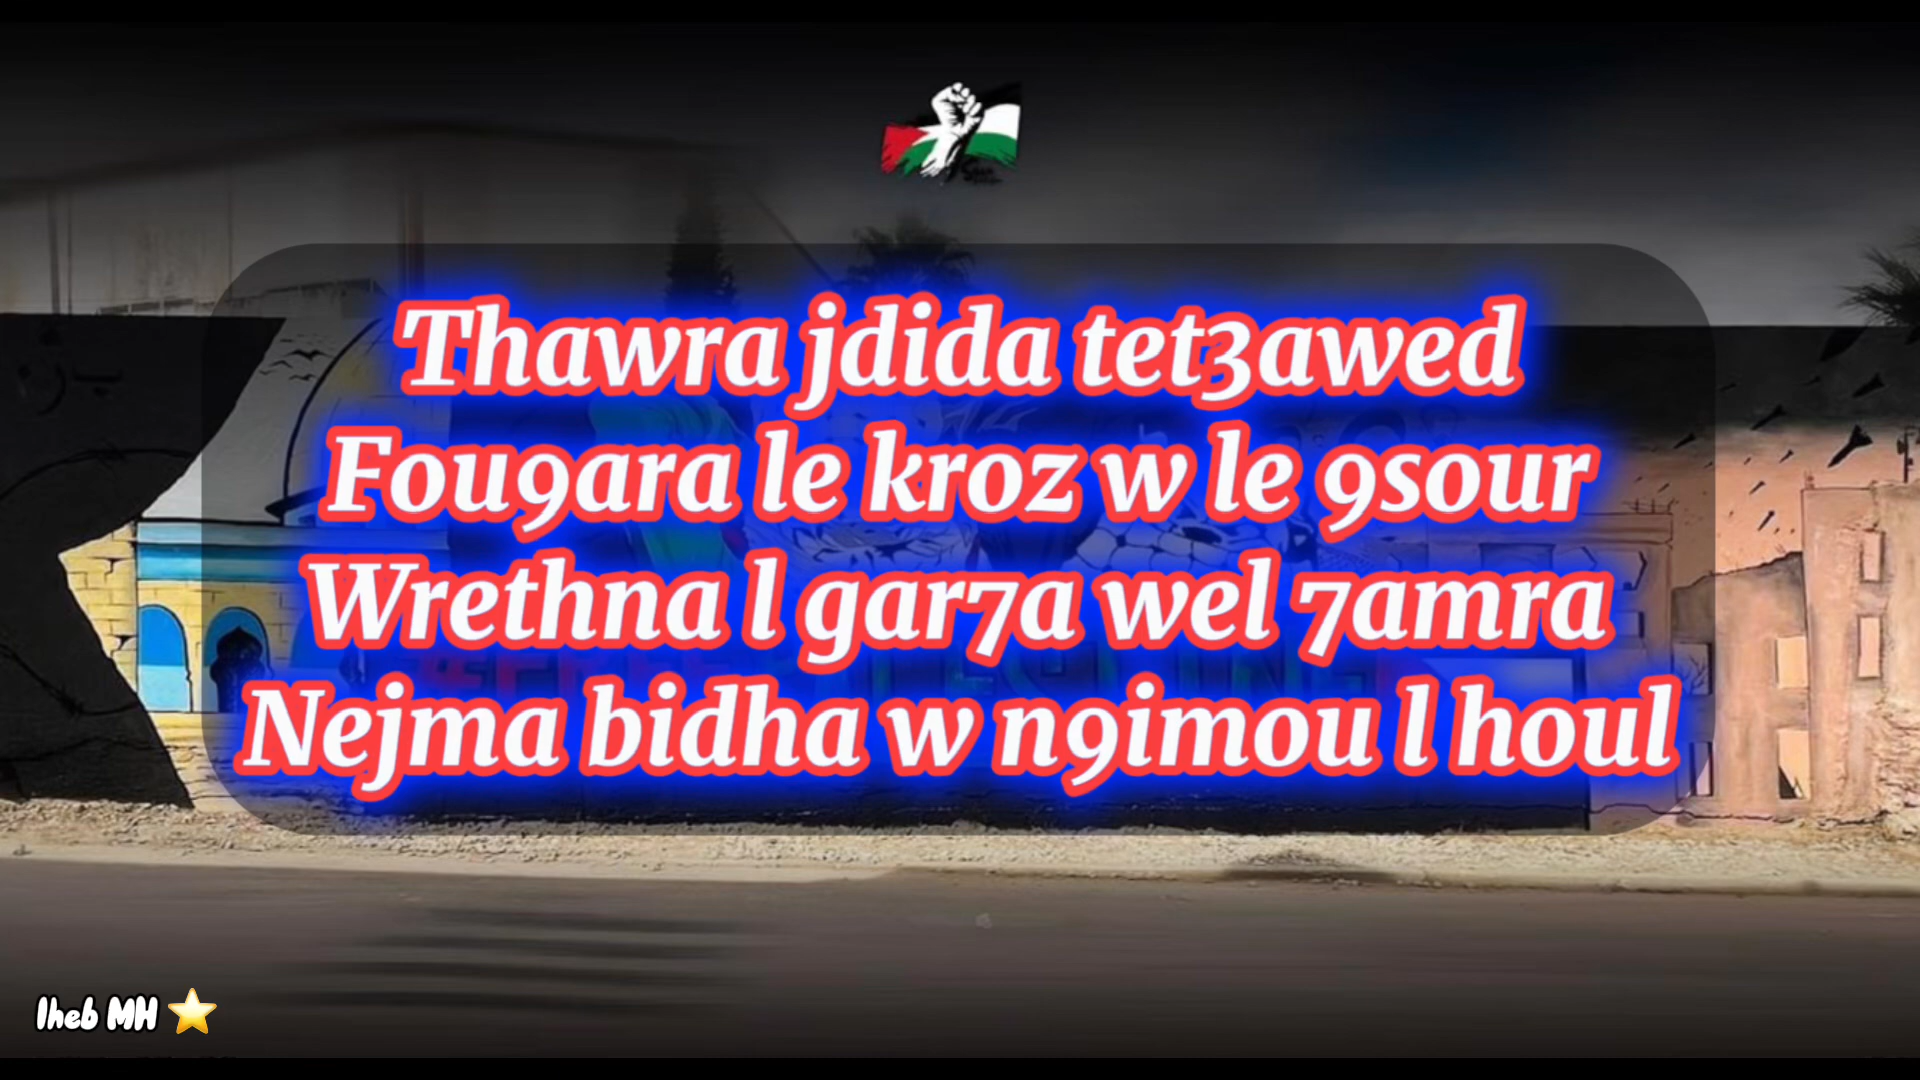 Thawra jdida tet3awed
Fou9ara le kroz w le 9sour
Wrethna l gar7a wel 7amra
Nejma bidha w n9imou l houl
Iheb MH